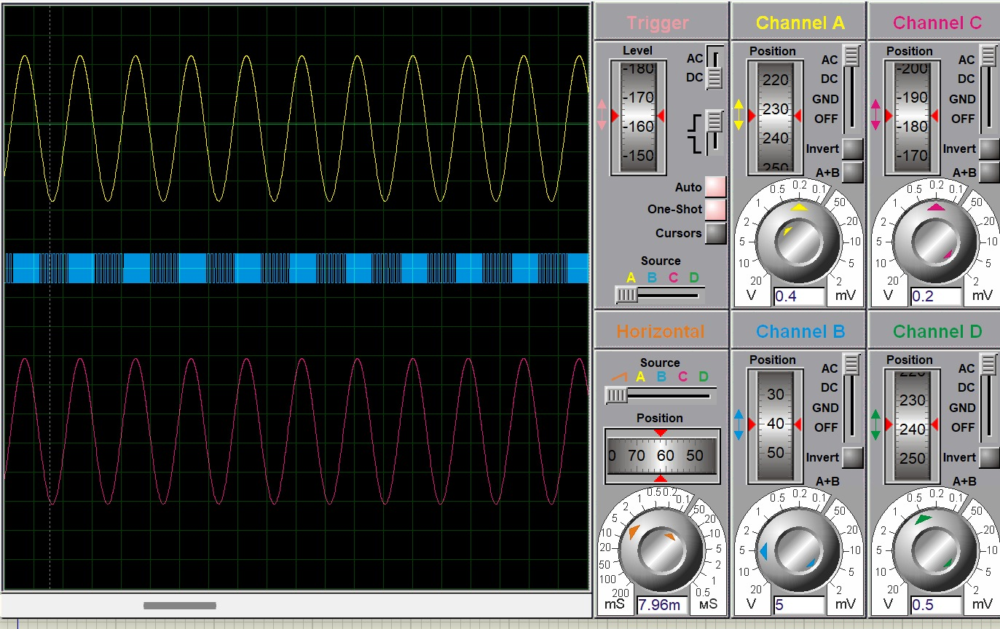 Trigger
Level
-180
-170
-160
-150
AC
DC
Auto
One-Shot
Cursors
Source
A B C D
Channel A
Position
220
230
240
250
AC
DC
GND
OFF
Invert
A+B
20 10 5 2 1 0.5 0.2 0.1 50 20 10 5 2
V
0.4
mV
Channel C
Position
-200
-190
-180
-170
AC
DC
GND
OFF
Invert
A+B
20 10 5 2 1 0.5 0.2 0.1 50 20 10 5 2
V
0.2
mV
Horizontal
Source
A B C D
Position
0 70 60 50
200 100 50 20 10 5 2 1 0.5 0.2 0.1 50 20 10 5 2 1 0.5
mS
7.96m
мS
Channel B
Position
30
40
50
AC
DC
GND
OFF
Invert
A+B
20 10 5 2 1 0.5 0.2 0.1 50 20 10 5 2
V
5
mV
Channel D
Position
220
230
240
250
AC
DC
GND
OFF
Invert
A+B
20 10 5 2 1 0.5 0.2 0.1 50 20 10 5 2
V
0.5
mV